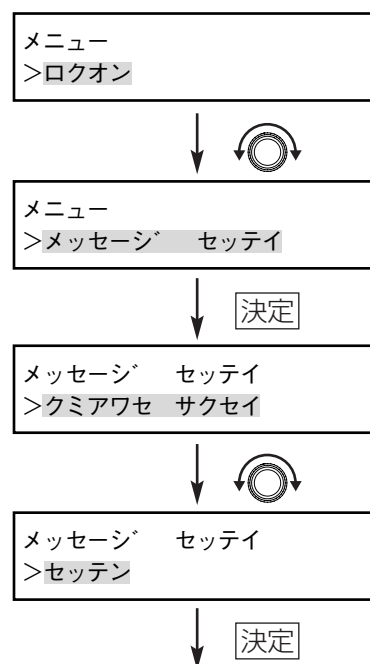 メニュー
>ロクオン
メニュー
>メッセージ　セッテイ
決定
メッセージ　セッテイ
>クミアワセ　サクセイ
メッセージ　セッテイ
>セッテン
決定